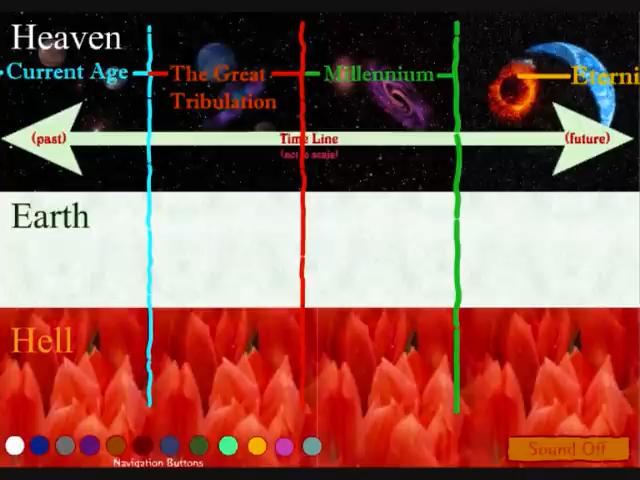 Heaven
Current Age
The Great
Tribulation
Millennium
Eterni
(past)
Time Line
(future)
(not to scale)
Earth
Hell
Navigation Buttons
Sound Off